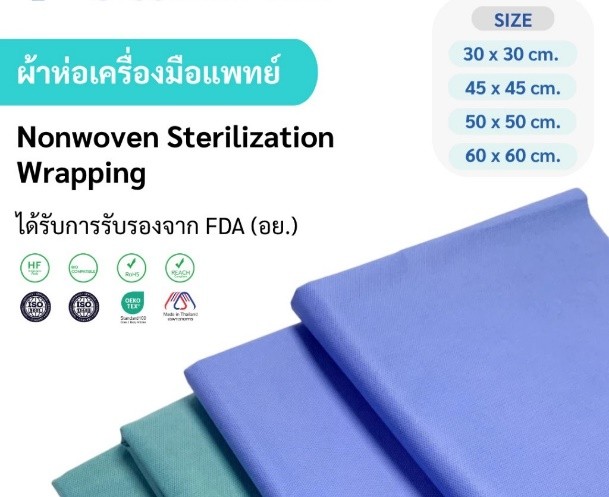 SIZE
30 x 30 cm.
45 x 45 cm.
50 x 50 cm.
60 x 60 cm.
ผ้าห่อเครื่องมือแพทย์
Nonwoven Sterilization
Wrapping
ได้รับการรับรองจาก FDA (อย.)
HF
RoHS
REACH
ISO
ISO
OEKO
TEX®
Standard 100
Made in Thailand